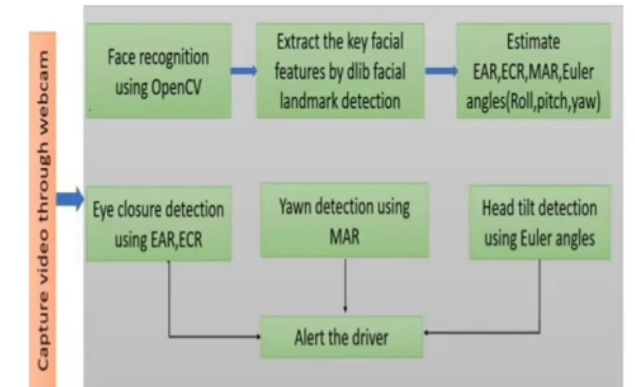 Capture video through webcam
Face recognition
using OpenCV
Extract the key facial
features by dlib facial
landmark detection
Estimate
EAR,ECR,MAR,Euler
angles(Roll,pitch,yaw)
Eye closure detection
using EAR,ECR
Yawn detection using
MAR
Head tilt detection
using Euler angles
Alert the driver